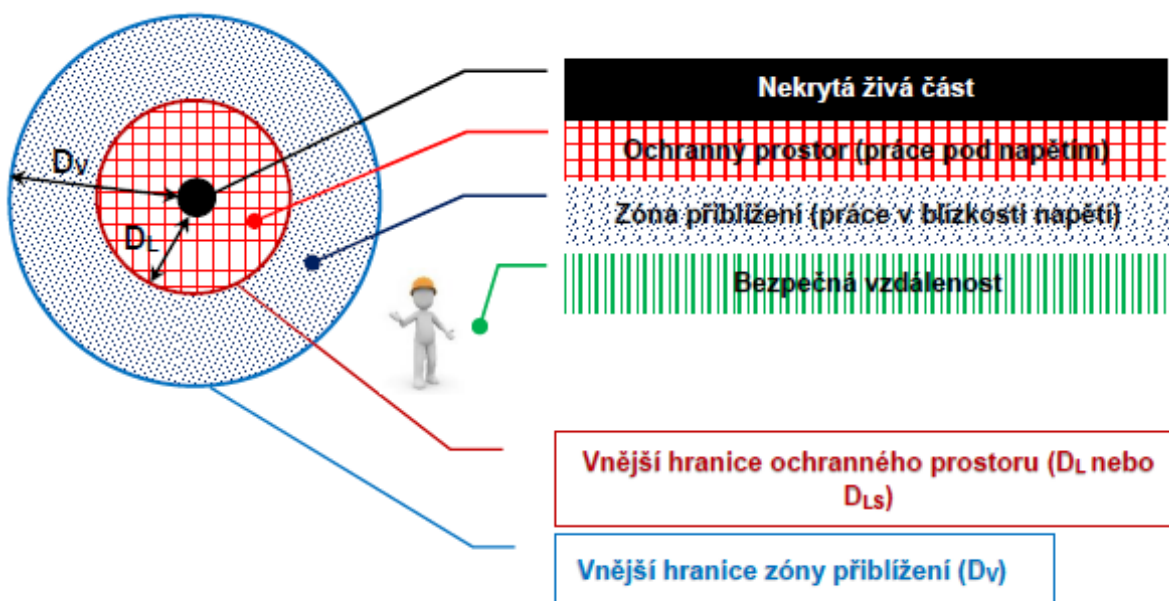 Nekrytá živá část
Ochranný prostor (práce pod napětím)
Zóna přiblížení (práce v blízkosti napětí)
Bezpečná vzdálenost
DV
DL
Vnější hranice ochranného prostoru (DL nebo
DLS)
Vnější hranice zóny přiblížení (DV)